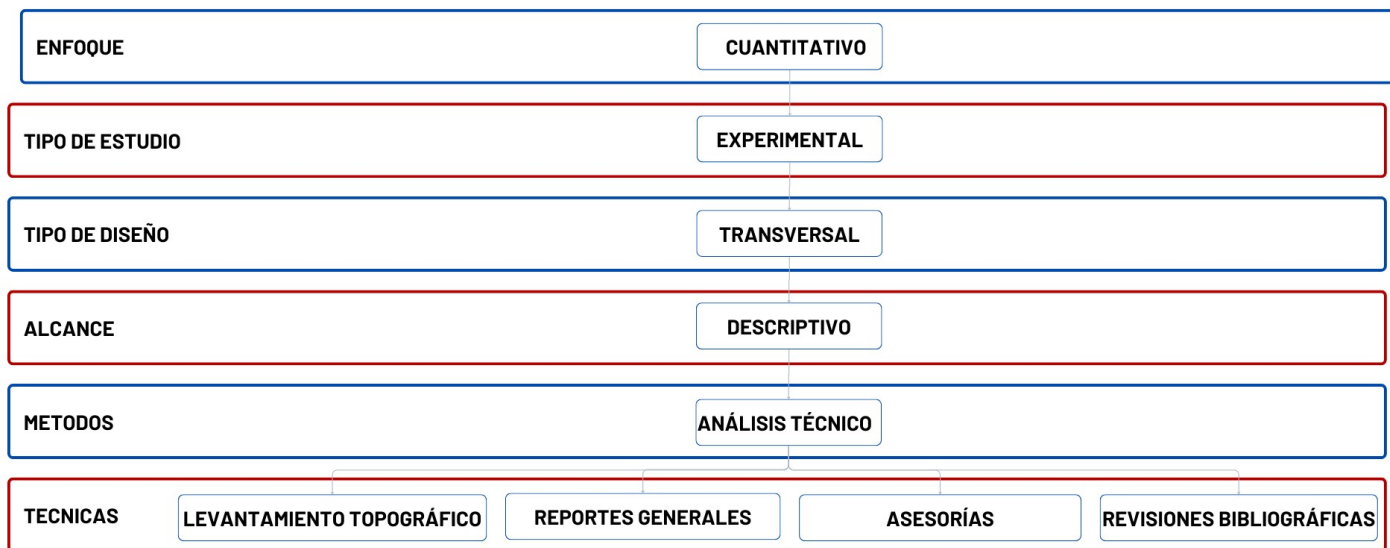 ENFOQUE
CUANTITATIVO
TIPO DE ESTUDIO
EXPERIMENTAL
TIPO DE DISEÑO
TRANSVERSAL
ALCANCE
DESCRIPTIVO
METODOS
ANÁLISIS TÉCNICO
TECNICAS
LEVANTAMIENTO TOPOGRÁFICO
REPORTES GENERALES
ASESORÍAS
REVISIONES BIBLIOGRÁFICAS